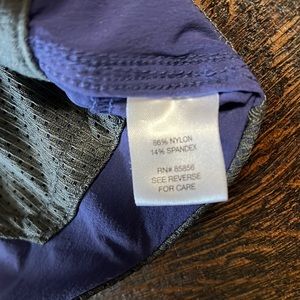 86% NYLON
14% SPANDEX
RN# 85856
SEE REVERSE
FOR CARE